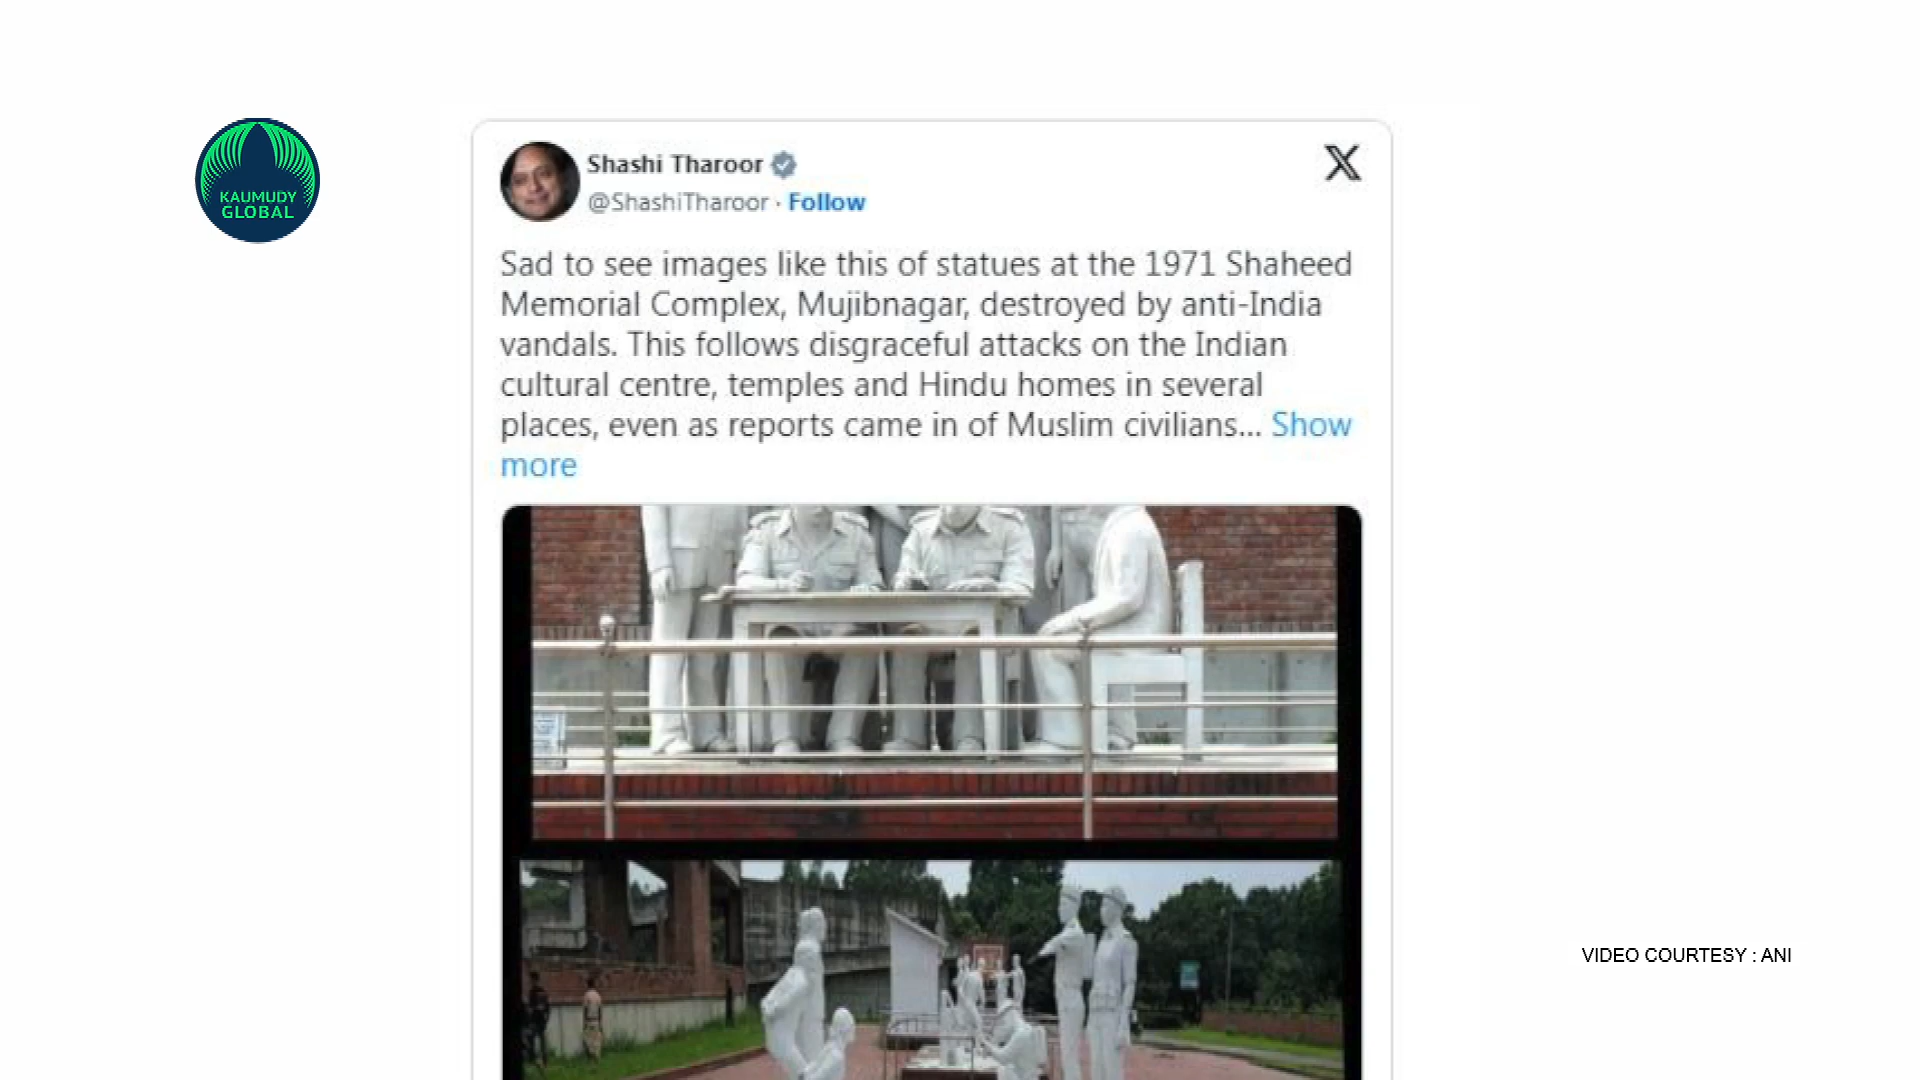 KAUMUDY
GLOBAL
Shashi Tharoor
@ShashiTharoor · Follow
Sad to see images like this of statues at the 1971 Shaheed
Memorial Complex, Mujibnagar, destroyed by anti-India
vandals. This follows disgraceful attacks on the Indian
cultural centre, temples and Hindu homes in several
places, even as reports came in of Muslim civilians... Show
more
VIDEO COURTESY : ANI